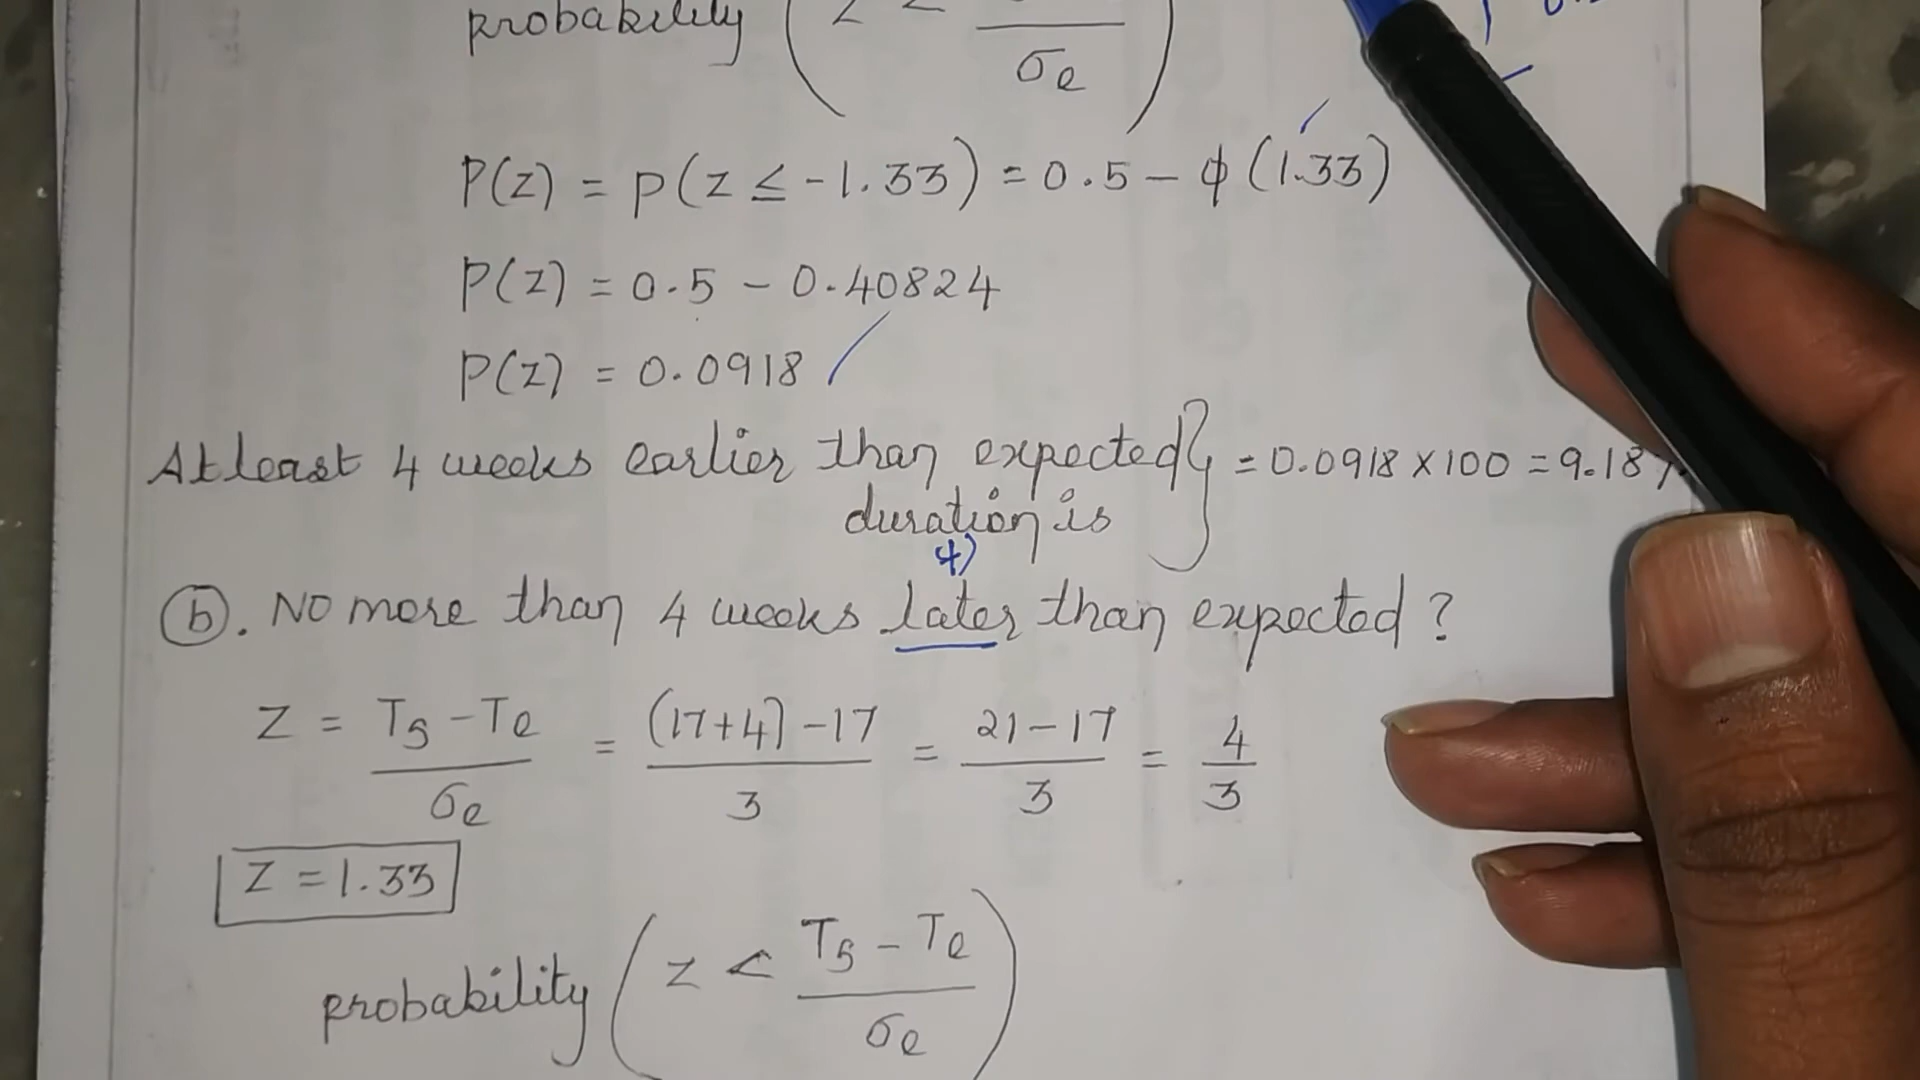 probability ( z < ── / σe )
P(z) = p(z ≤ -1.33) = 0.5 - φ(1.33)
P(z) = 0.5 - 0.40824
P(z) = 0.0918
Atleast 4 weeks earlier than expected } = 0.0918 × 100 = 9.18
duration is
4)
(b). No more than 4 weeks later than expected ?
Z = (Ts - Te)/σe = ((17+4) - 17)/3 = (21 - 17)/3 = 4/3
Z = 1.33
probability ( z < (Ts - Te)/σe )